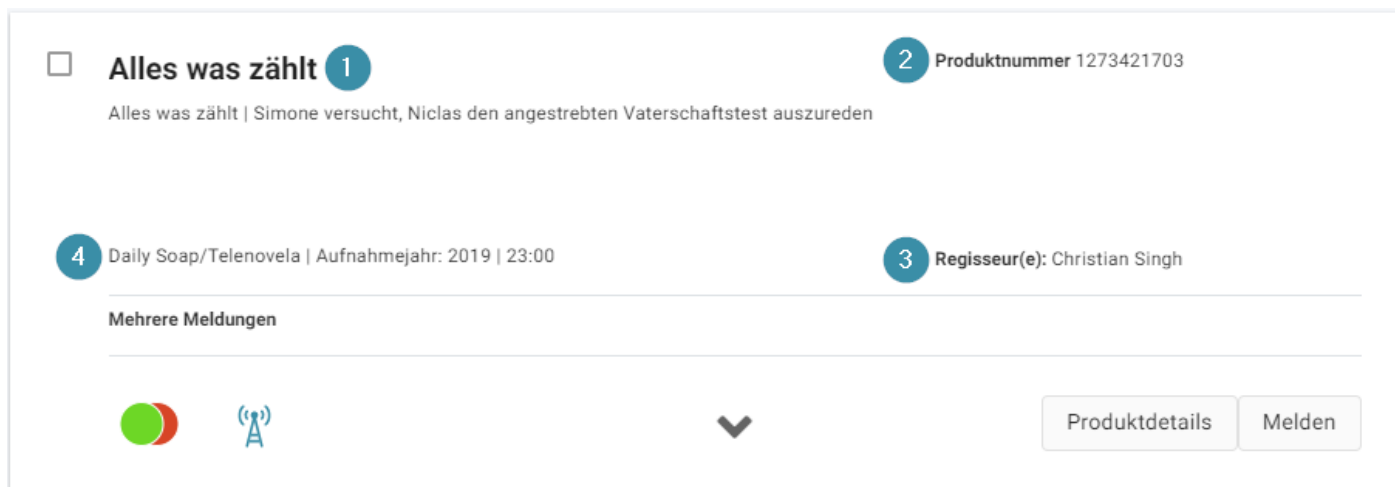 Alles was zählt 1
2 Produktnummer 1273421703
Alles was zählt | Simone versucht, Niclas den angestrebten Vaterschaftstest auszureden
4 Daily Soap/Telenovela | Aufnahmejahr: 2019 | 23:00
3 Regisseur(e): Christian Singh
Mehrere Meldungen
Produktdetails
Melden